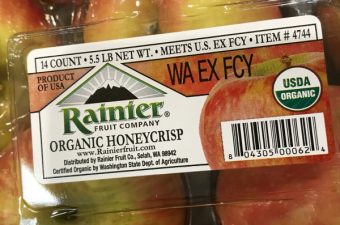 14 COUNT • 5.5 LB NET WT. • MEETS U.S. EX FCY • ITEM # 4744
PRODUCT
OF USA
WA EX FCY
USDA
ORGANIC
Rainier®
FRUIT COMPANY
ORGANIC HONEYCRISP
www.Rainierfruit.com
Distributed by Rainier Fruit Co., Selah, WA 98942
Certified Organic by Washington State Dept. of Agriculture
8 04305 00062 4